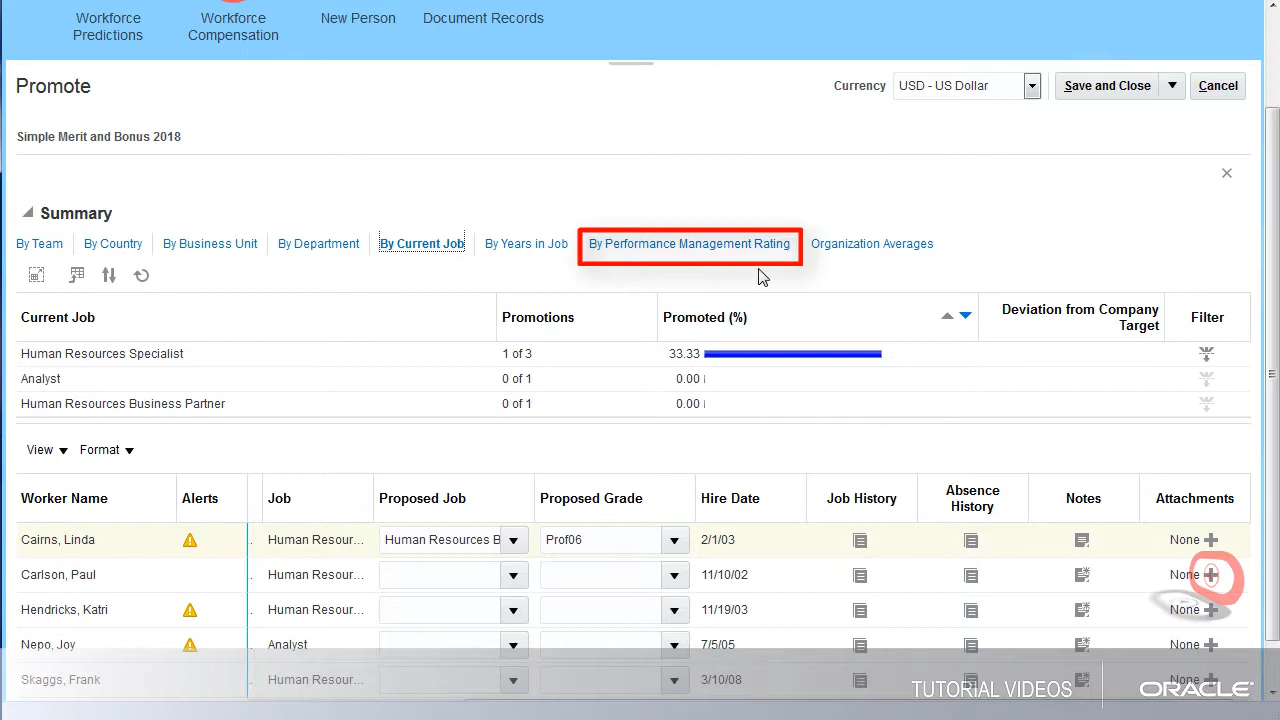 Workforce
Predictions
Workforce
Compensation
New Person
Document Records
Promote
Currency
USD - US Dollar
Save and Close
Cancel
Simple Merit and Bonus 2018
Summary
By Team
By Country
By Business Unit
By Department
By Current Job
By Years in Job
By Performance Management Rating
Organization Averages
Current Job
Promotions
Promoted (%)
Deviation from Company
Target
Filter
Human Resources Specialist 1 of 3 33.33
Analyst 0 of 1 0.00
Human Resources Business Partner 0 of 1 0.00
View Format
Worker Name
Alerts
Job
Proposed Job
Proposed Grade
Hire Date
Job History
Absence
History
Notes
Attachments
Cairns, Linda Human Resour... Human Resources B Prof06 2/1/03 None
Carlson, Paul Human Resour... 11/10/02 None
Hendricks, Katri Human Resour... 11/19/03 None
Nepo, Joy Analyst 7/5/05 None
Skaggs, Frank Human Resour... 3/10/08 None
TUTORIAL VIDEOS
ORACLE